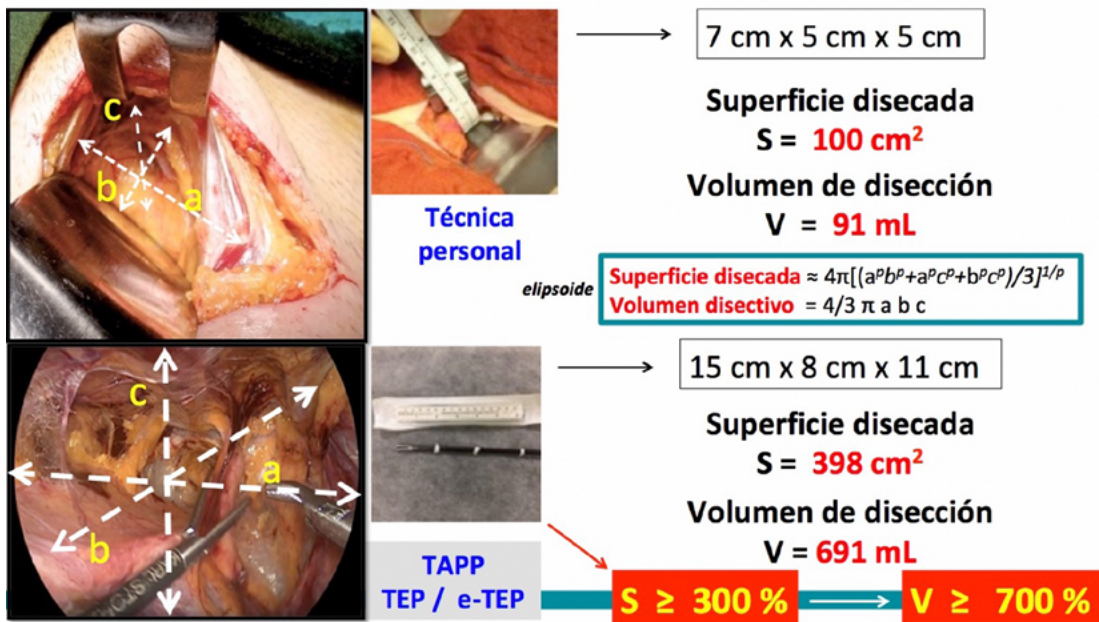 c
b
a
Técnica
personal
7 cm x 5 cm x 5 cm
Superficie disecada
S = 100 cm²
Volumen de disección
V = 91 mL
elipsoide
Superficie disecada ≈ 4π[(aᵖbᵖ+aᵖcᵖ+bᵖcᵖ)/3]¹/ᵖ
Volumen disectivo = 4/3 π a b c
c
a
b
TAPP
TEP / e-TEP
15 cm x 8 cm x 11 cm
Superficie disecada
S = 398 cm²
Volumen de disección
V = 691 mL
S ≥ 300 %
V ≥ 700 %